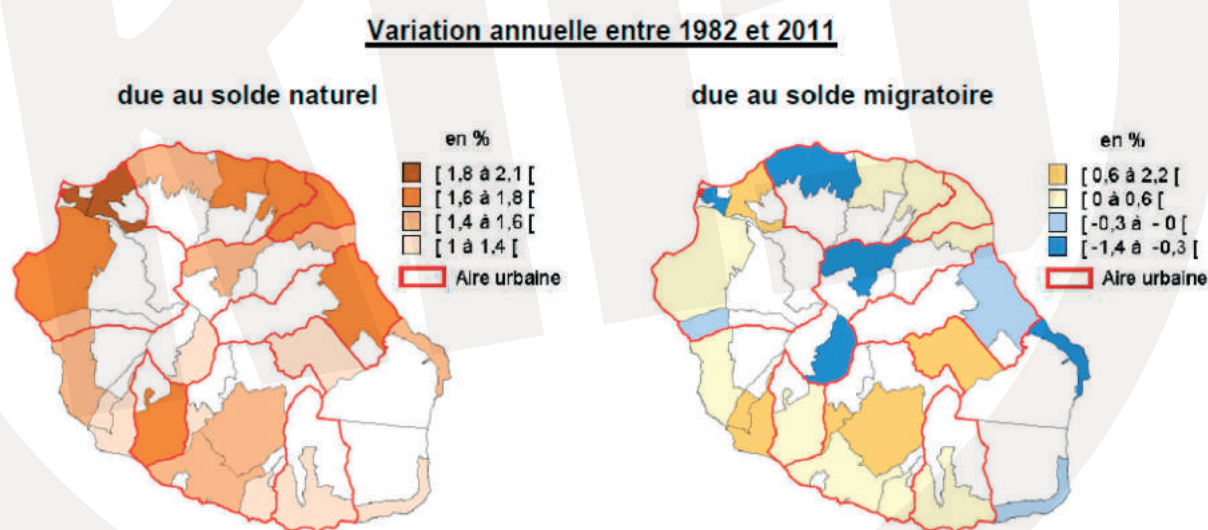 Variation annuelle entre 1982 et 2011
due au solde naturel
en %
[ 1,8 à 2,1 [
[ 1,6 à 1,8 [
[ 1,4 à 1,6 [
[ 1 à 1,4 [
Aire urbaine
due au solde migratoire
en %
[ 0,6 à 2,2 [
[ 0 à 0,6 [
[ -0,3 à -0 [
[ -1,4 à -0,3 [
Aire urbaine